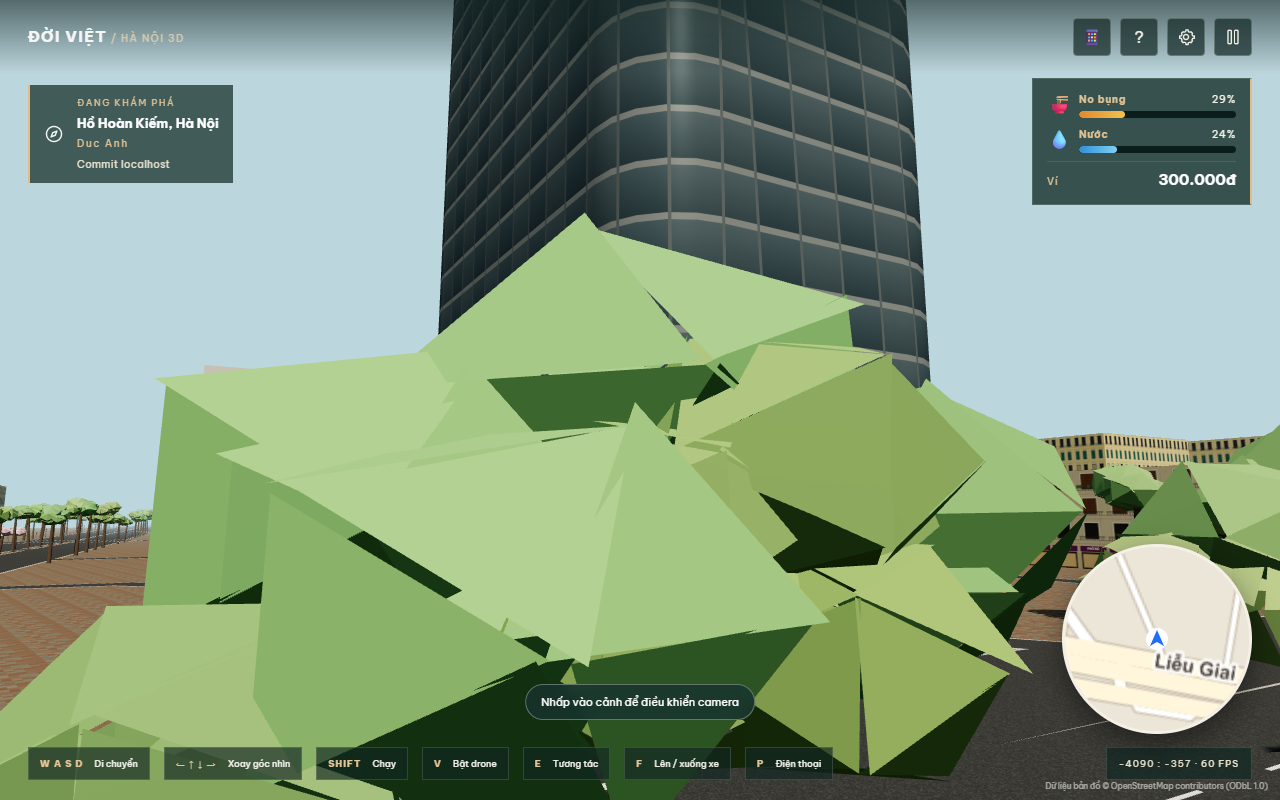 ĐỜI VIỆT / HÀ NỘI 3D
?
ĐANG KHÁM PHÁ
Hồ Hoàn Kiếm, Hà Nội
Duc Anh
Commit localhost
No bụng 29%
Nước 24%
Ví 300.000đ
Liễu Giai
Nhấp vào cảnh để điều khiển camera
W A S D Di chuyển
←↑↓→ Xoay góc nhìn
SHIFT Chạy
V Bật drone
E Tương tác
F Lên / xuống xe
P Điện thoại
-4090 : -357 · 60 FPS
Dữ liệu bản đồ © OpenStreetMap contributors (ODbL 1.0)